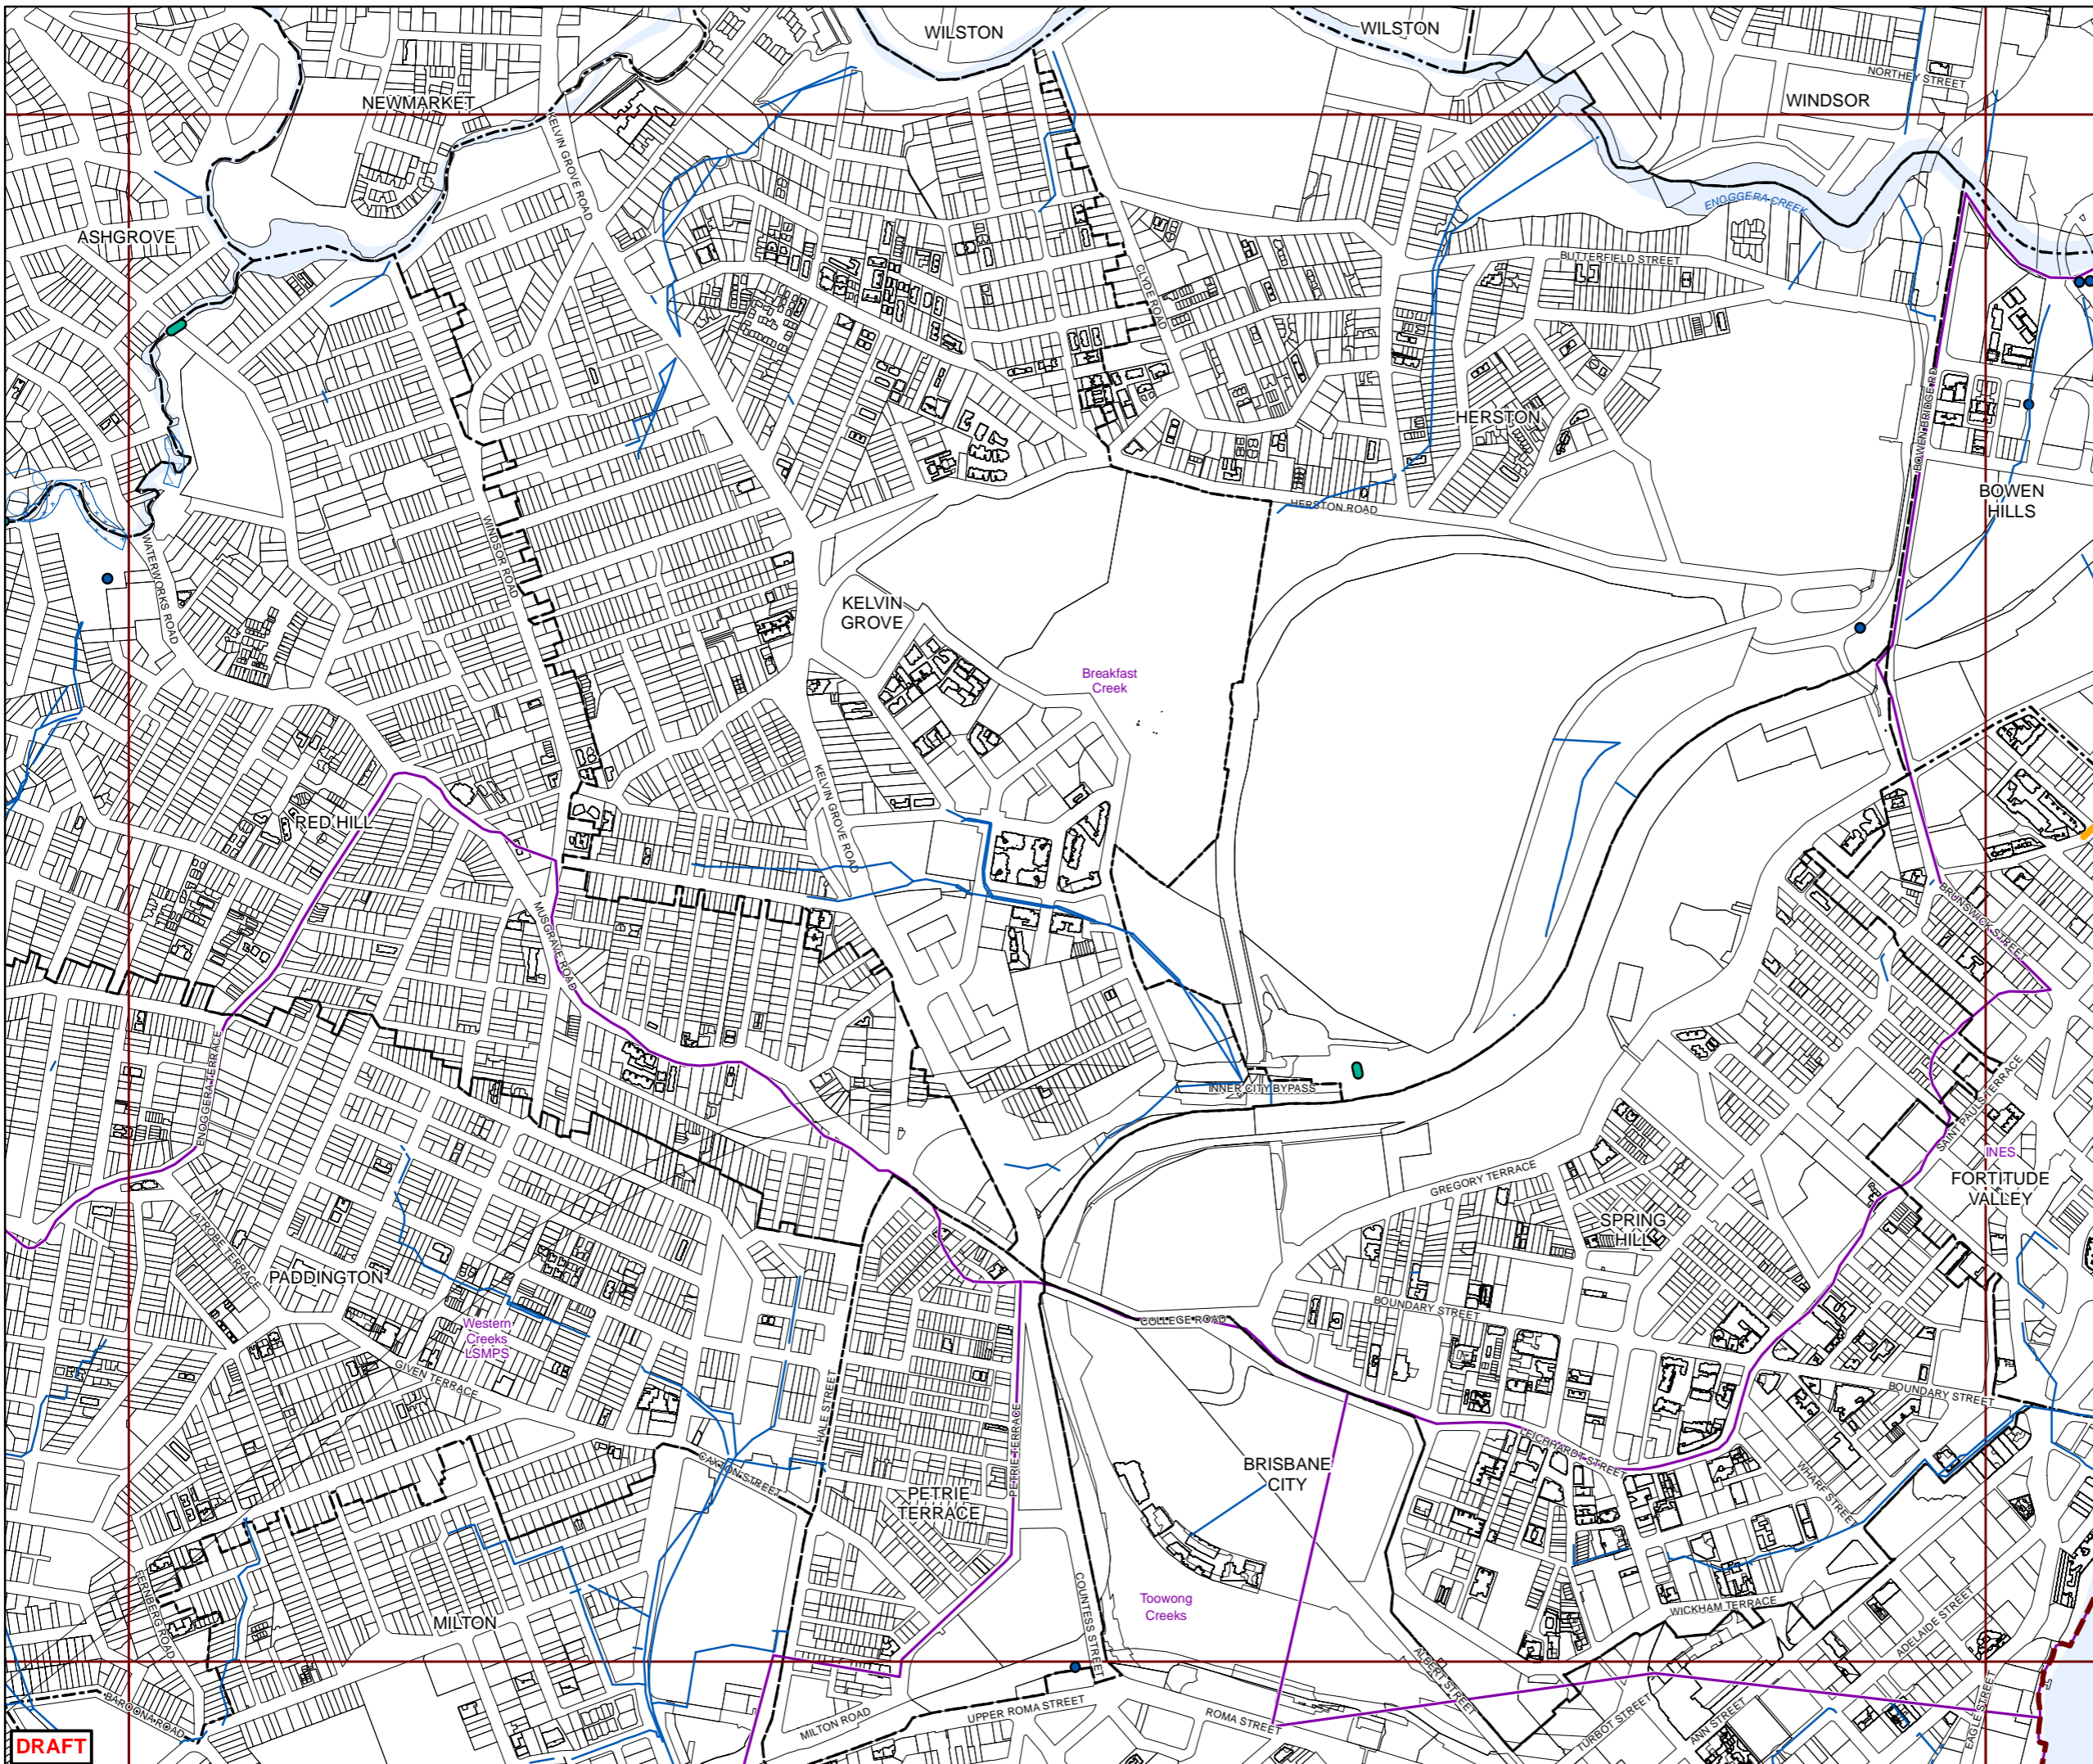 WILSTON
WILSTON
NORTHEY STREET
NEWMARKET
WINDSOR
KELVIN GROVE ROAD
ENOGGERA CREEK
ASHGROVE
BUTTERFIELD STREET
CLYDE ROAD
HERSTON
BOWEN BRIDGE RD
BOWEN
HILLS
HERSTON ROAD
WINDSOR ROAD
WATERWORKS ROAD
KELVIN
GROVE
Breakfast
Creek
KELVIN GROVE ROAD
RED HILL
BRUNSWICK STREET
MUSGRAVE ROAD
ENOGGERA TERRACE
INNER CITY BYPASS
SAINT PAULS TERRACE
INES
GREGORY TERRACE
FORTITUDE
VALLEY
SPRING
HILL
LATROBE TERRACE
PADDINGTON
BOUNDARY STREET
COLLEGE ROAD
Western
Creeks
LSMPS
GIVEN TERRACE
HALE STREET
BOUNDARY STREET
PETRIE TERRACE
LEICHHARDT STREET
BRISBANE
CITY
CAXTON STREET
WHARF STREET
PETRIE
TERRACE
COUNTESS STREET
Toowong
Creeks
WICKHAM TERRACE
ADELAIDE STREET
FERNBERG ROAD
MILTON
ALBERT STREET
EAGLE STREET
BAROONA ROAD
MILTON ROAD
UPPER ROMA STREET
ROMA STREET
TURBOT STREET
ANN STREET
DRAFT